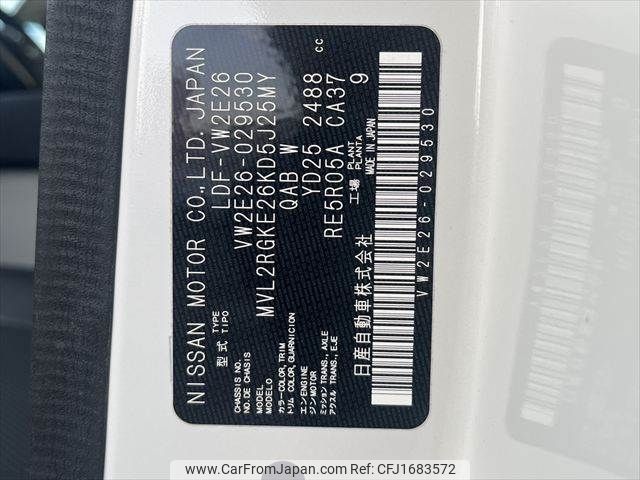 NISSAN MOTOR CO., LTD. JAPAN
型式 TYPE TIPO LDF-VW2E26
CHASSIS NO. NO DE CHASIS VW2E26-029530
MODEL MODELO MVL2RGKE26KD5J25MY
カラー COLOR, TRIM トリム COLOR, GUARNICION QAB W
エンジン ENGINE MOTOR YD25 2488 cc
ミッション TRANS., AXLE アクスル TRANS., EJE RE5R05A CA37
工場 PLANT PLANTA 9
日産自動車株式会社 MADE IN JAPAN
VW2E26-029530
www.CarFromJapan.com | Car ID: CFJ1683572